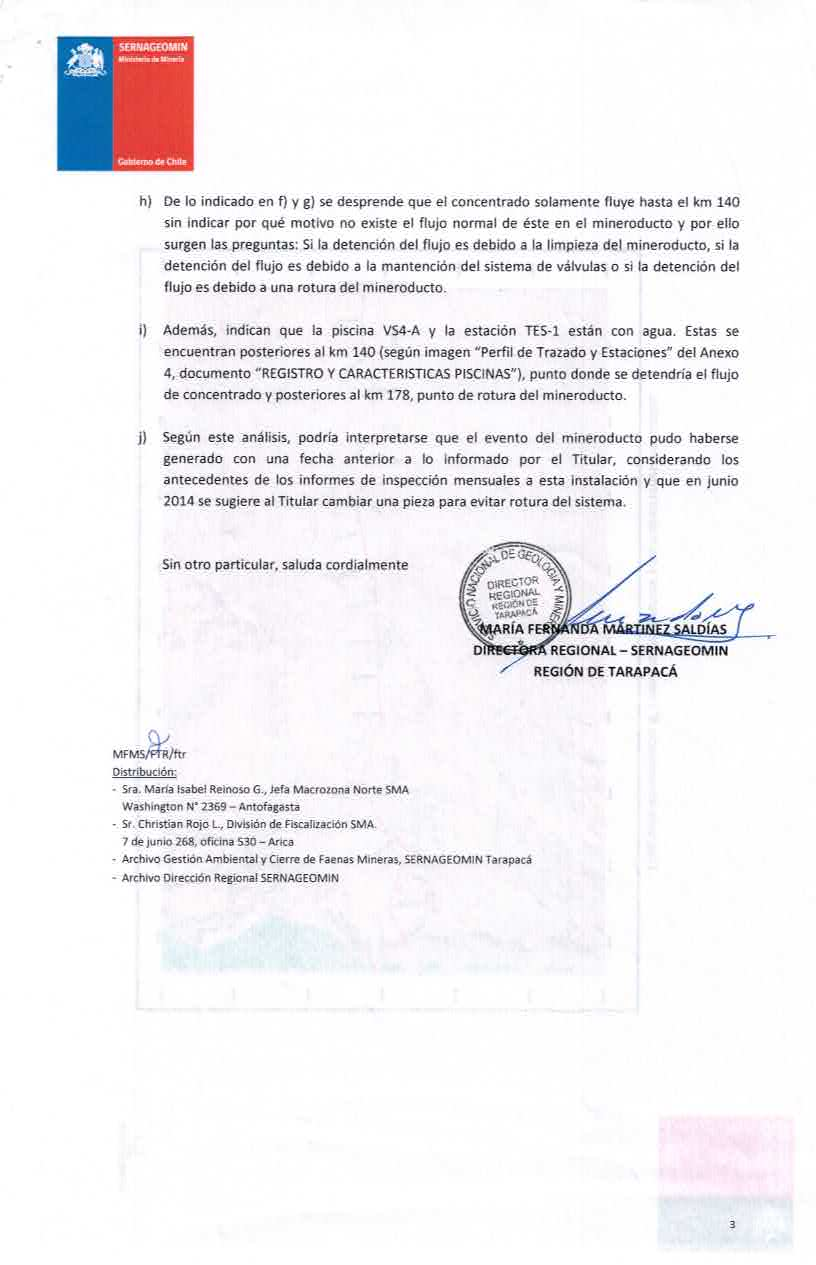 SERNAGEOMIN
Ministerio de Minería
Gobierno de Chile
h) De lo indicado en f) y g) se desprende que el concentrado solamente fluye hasta el km 140
sin indicar por qué motivo no existe el flujo normal de éste en el mineroducto y por ello
surgen las preguntas: Si la detención del flujo es debido a la limpieza del mineroducto, si la
detención del flujo es debido a la mantención del sistema de válvulas o si la detención del
flujo es debido a una rotura del mineroducto.
i) Además, indican que la piscina VS4-A y la estación TES-1 están con agua. Estas se
encuentran posteriores al km 140 (según imagen “Perfil de Trazado y Estaciones” del Anexo
4, documento “REGISTRO Y CARACTERISTICAS PISCINAS”), punto donde se detendría el flujo
de concentrado y posteriores al km 178, punto de rotura del mineroducto.
j) Según este análisis, podría interpretarse que el evento del mineroducto pudo haberse
generado con una fecha anterior a lo informado por el Titular, considerando los
antecedentes de los informes de inspección mensuales a esta instalación y que en junio
2014 se sugiere al Titular cambiar una pieza para evitar rotura del sistema.
Sin otro particular, saluda cordialmente
SERVICIO NACIONAL DE GEOLOGIA Y MINERIA
DIRECTOR
REGIONAL
REGIÓN DE
TARAPACÁ
MARÍA FERNANDA MARTINEZ SALDÍAS
DIRECTORA REGIONAL – SERNAGEOMIN
REGIÓN DE TARAPACÁ
MFMS/FTR/ftr
Distribución:
- Sra. María Isabel Reinoso G., Jefa Macrozona Norte SMA
Washington N° 2369 – Antofagasta
- Sr. Christian Rojo L., División de Fiscalización SMA.
7 de junio 268, oficina 530 – Arica
- Archivo Gestión Ambiental y Cierre de Faenas Mineras, SERNAGEOMIN Tarapacá
- Archivo Dirección Regional SERNAGEOMIN
3